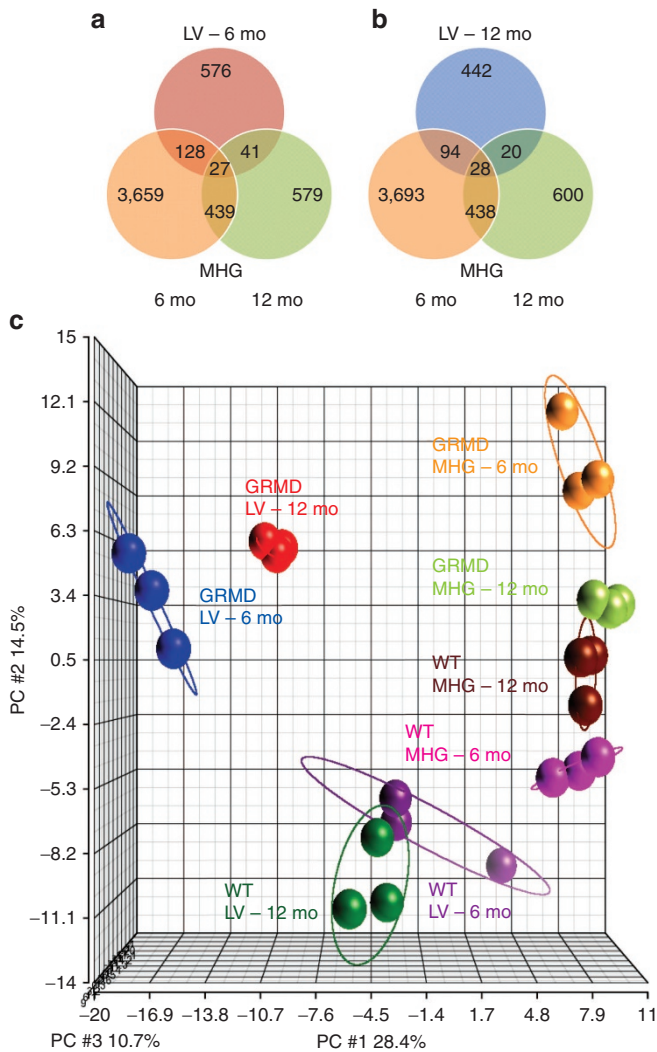 a
b
LV – 6 mo
LV – 12 mo
576
442
128
41
94
20
27
28
3,659
579
3,693
600
439
438
MHG
MHG
6 mo
12 mo
6 mo
12 mo
c
15
12.1
9.2
6.3
3.4
0.5
–2.4
–5.3
–8.2
–11.1
–14
PC #2 14.5%
GRMD
MHG – 6 mo
GRMD
LV – 12 mo
GRMD
LV – 6 mo
GRMD
MHG – 12 mo
WT
MHG – 12 mo
WT
MHG – 6 mo
WT
LV – 12 mo
WT
LV – 6 mo
–20
–16.9
–13.8
–10.7
–7.6
–4.5
–1.4
1.7
4.8
7.9
11
PC #3 10.7%
PC #1 28.4%